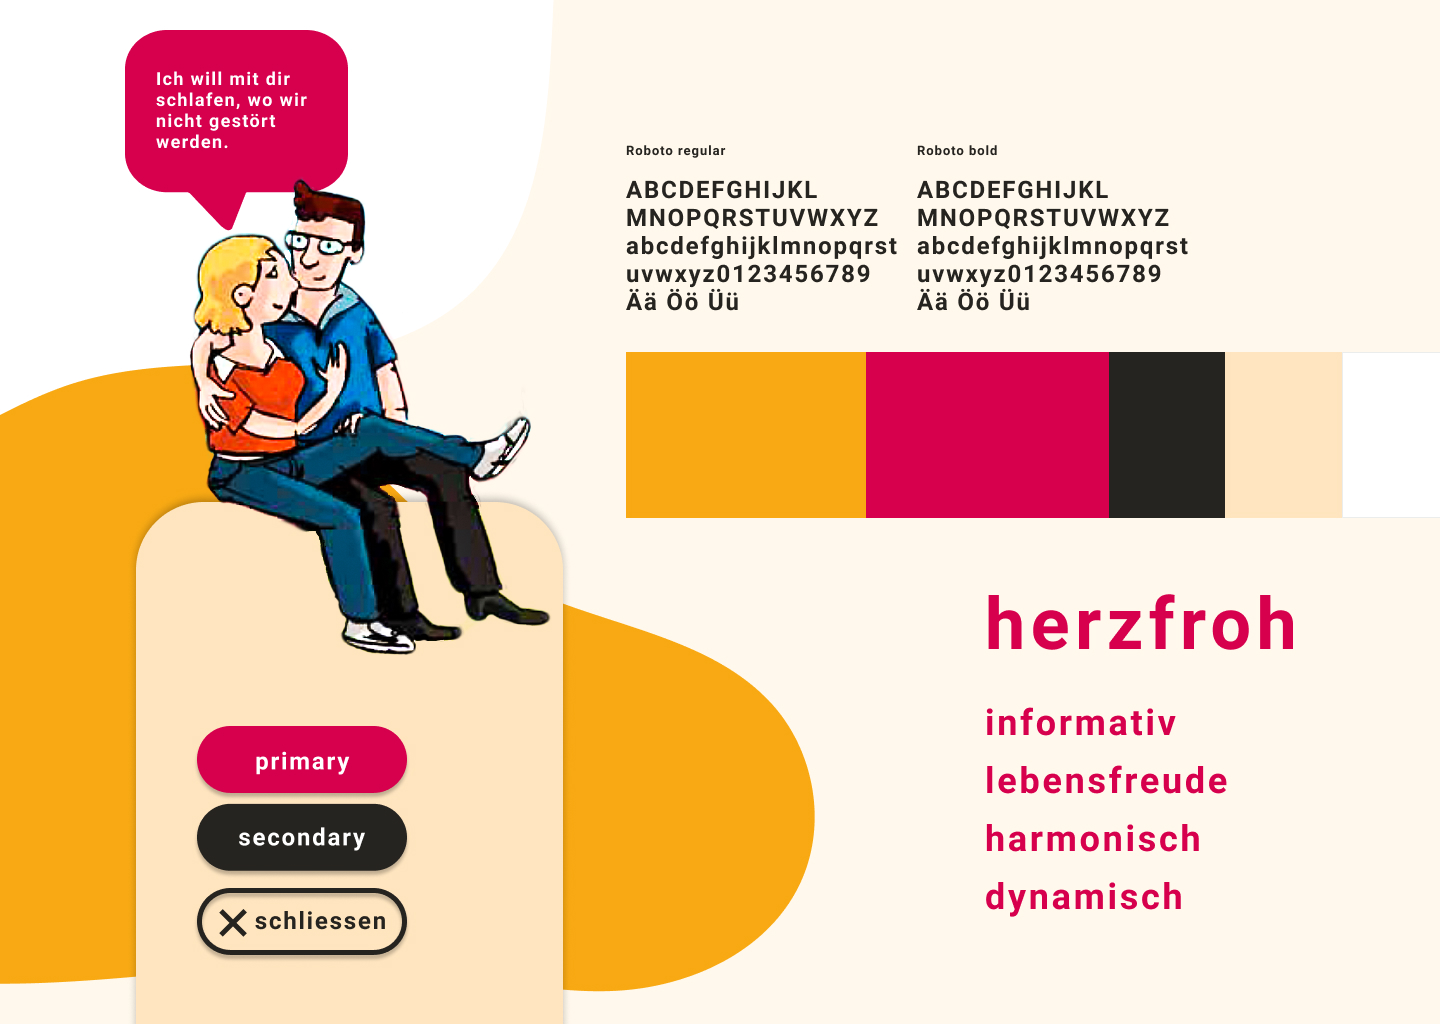 Ich will mit dir
schlafen, wo wir
nicht gestört
werden.
Roboto regular
ABCDEFGHIJKL
MNOPQRSTUVWXYZ
abcdefghijklmnopqrst
uvwxyz0123456789
Ää Öö Üü
Roboto bold
ABCDEFGHIJKL
MNOPQRSTUVWXYZ
abcdefghijklmnopqrst
uvwxyz0123456789
Ää Öö Üü
herzfroh
informativ
lebensfreude
harmonisch
dynamisch
primary
secondary
schliessen